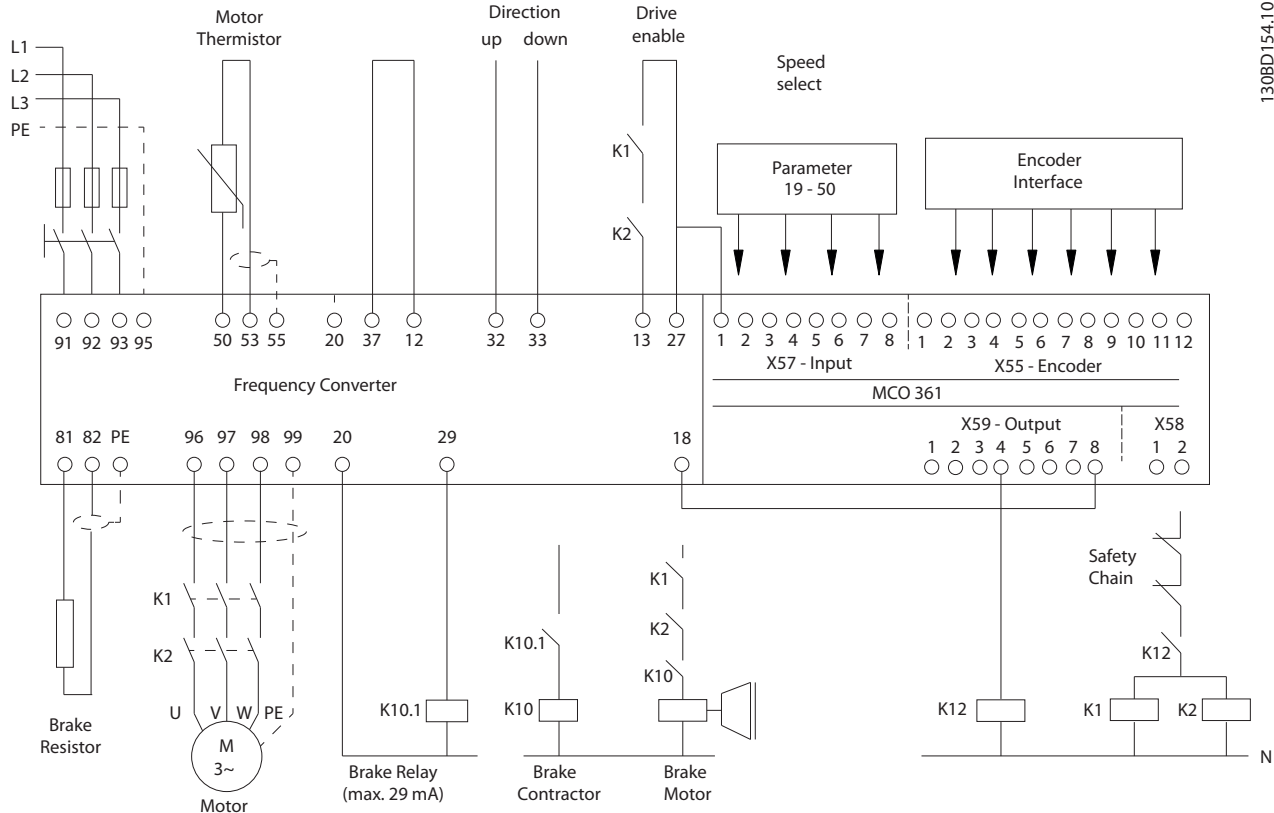 130BD154.10
Motor
Thermistor
Direction
up down
Drive
enable
Speed
select
L1
L2
L3
PE
K1
K2
Parameter
19 - 50
Encoder
Interface
91 92 93 95 50 53 55 20 37 12 32 33 13 27 1 2 3 4 5 6 7 8 1 2 3 4 5 6 7 8 9 10 11 12
X57 - Input X55 - Encoder
Frequency Converter
MCO 361
X59 - Output X58
81 82 PE 96 97 98 99 20 29 18 1 2 3 4 5 6 7 8 1 2
Safety
Chain
K1
K2
K10.1
K1
K2
K10
K12
U V W PE
K10.1
K10
K12
K1
K2
M
3~
N
Brake
Resistor
Motor
Brake Relay
(max. 29 mA)
Brake
Contractor
Brake
Motor